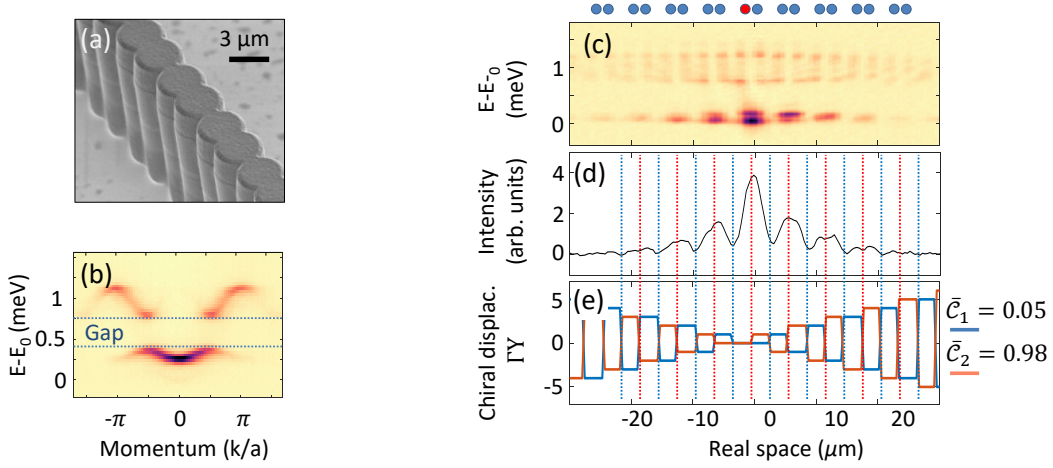 (a)
3 µm
(b)
E-E₀ (meV)
1
0.5
0
Gap
-π 0 π
Momentum (k/a)
(c)
E-E-₀
(meV)
1
0
(d)
Intensity
(arb. units)
4
2
0
(e)
Chiral displac.
ΓY
5
0
-5
C̄₁ = 0.05
C̄₂ = 0.98
-20 -10 0 10 20
Real space (µm)